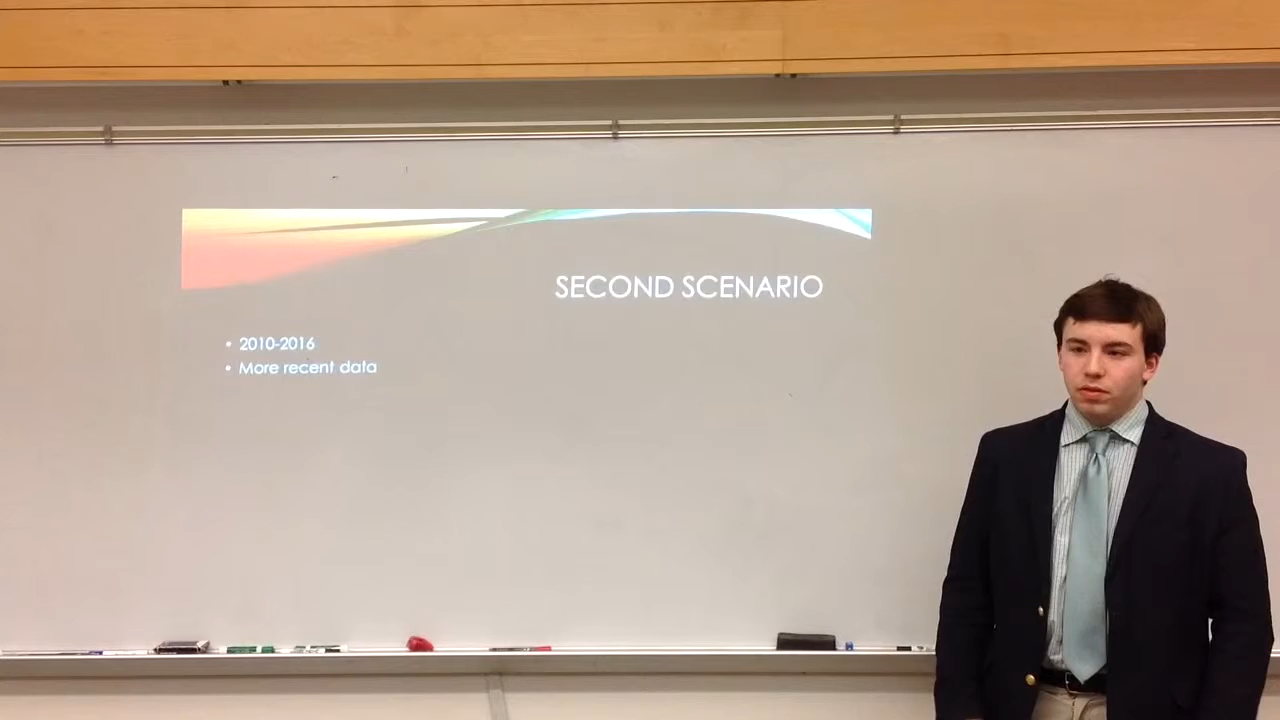 SECOND SCENARIO
• 2010-2016
• More recent data